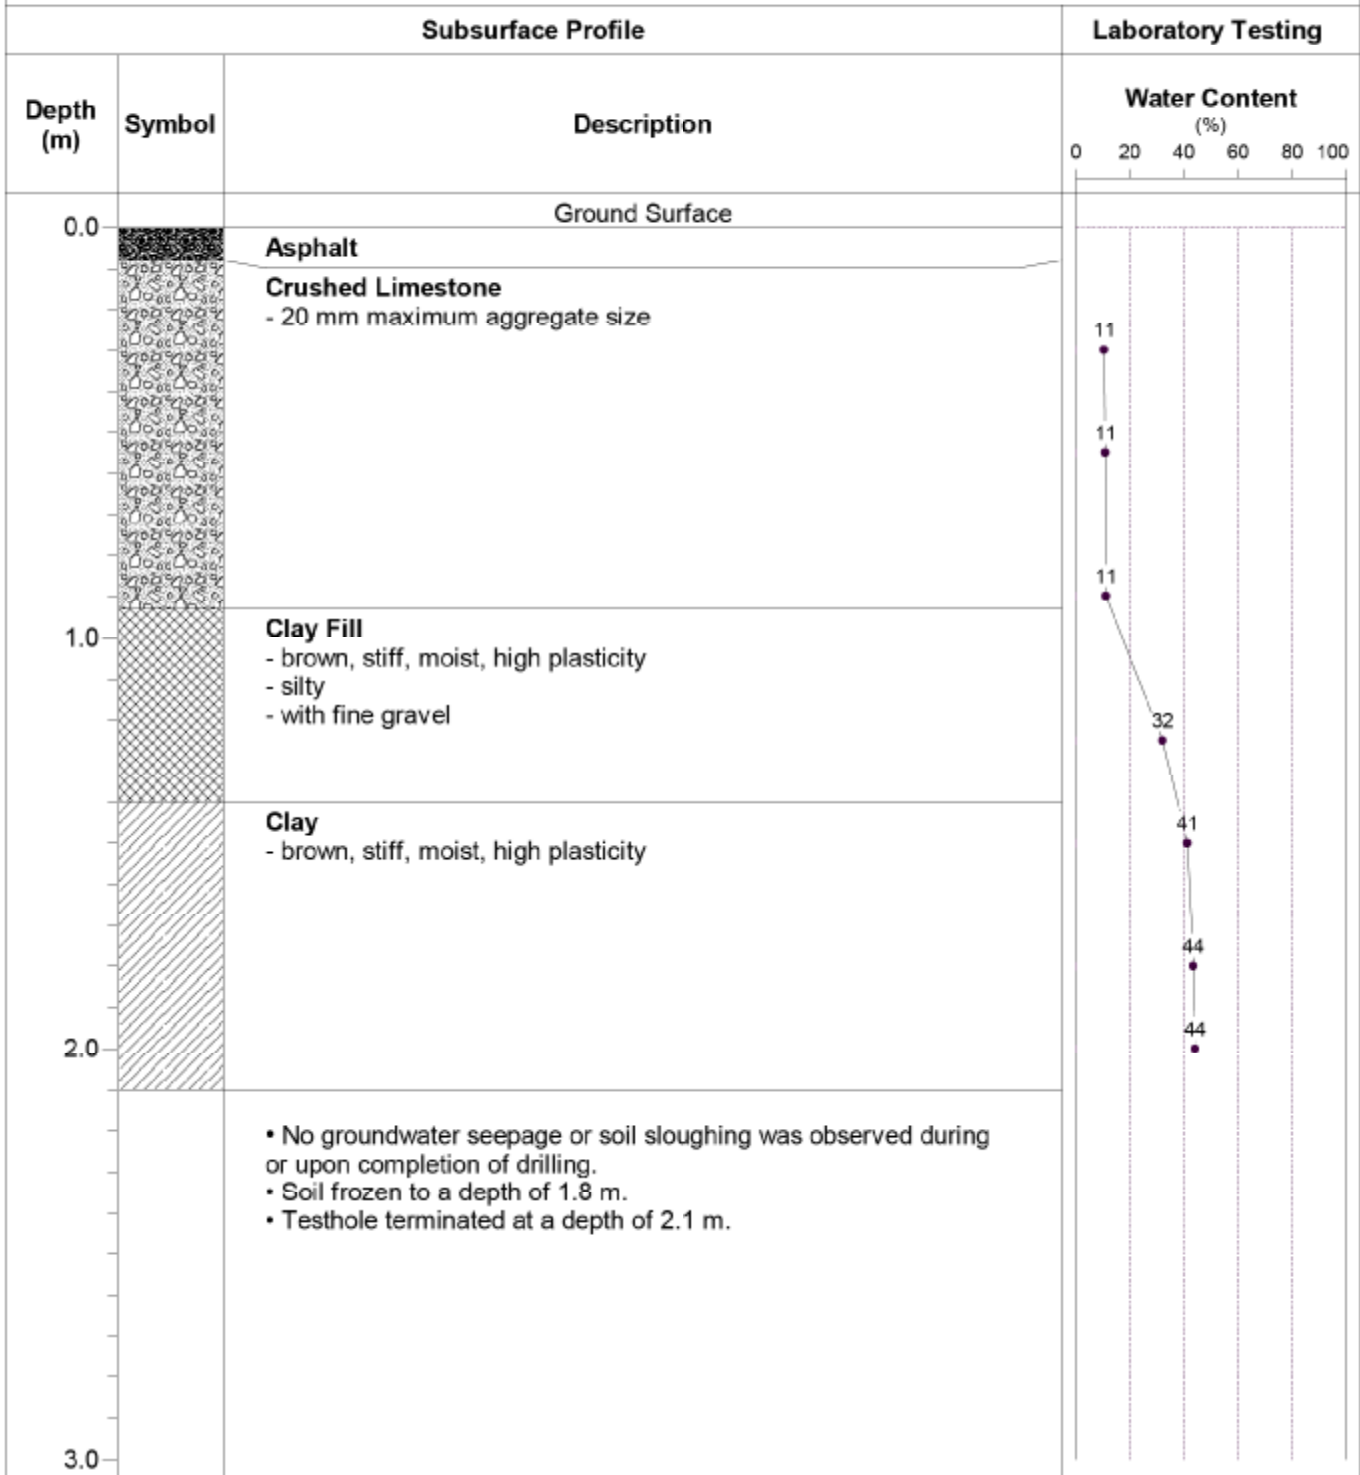 Subsurface Profile
Laboratory Testing
Depth
(m)
Symbol
Description
Water Content
(%)
0 20 40 60 80 100
Ground Surface
0.0
Asphalt
Crushed Limestone
- 20 mm maximum aggregate size
11
11
11
Clay Fill
1.0
- brown, stiff, moist, high plasticity
- silty
- with fine gravel
32
Clay
41
- brown, stiff, moist, high plasticity
44
44
2.0
• No groundwater seepage or soil sloughing was observed during
or upon completion of drilling.
• Soil frozen to a depth of 1.8 m.
• Testhole terminated at a depth of 2.1 m.
3.0